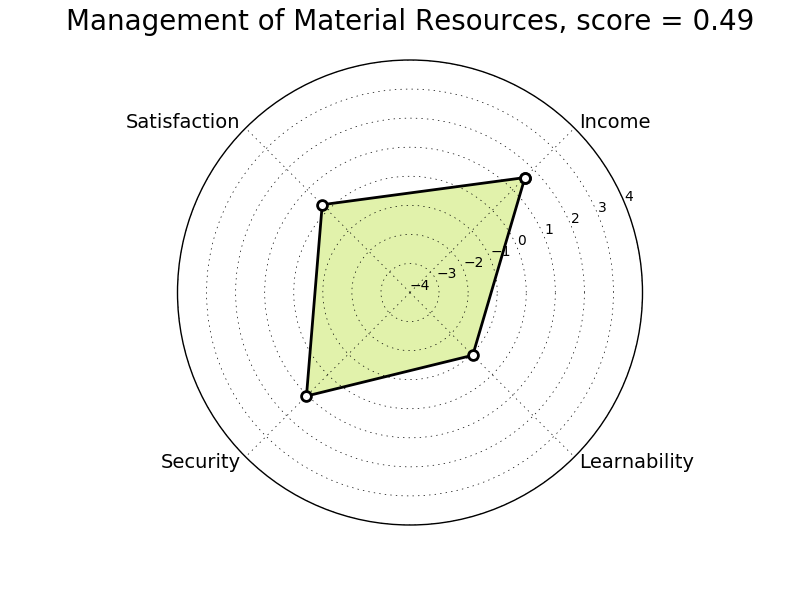 Management of Material Resources, score = 0.49
Satisfaction
Income
4
3
2
1
0
−1
−2
−3
−4
Security
Learnability